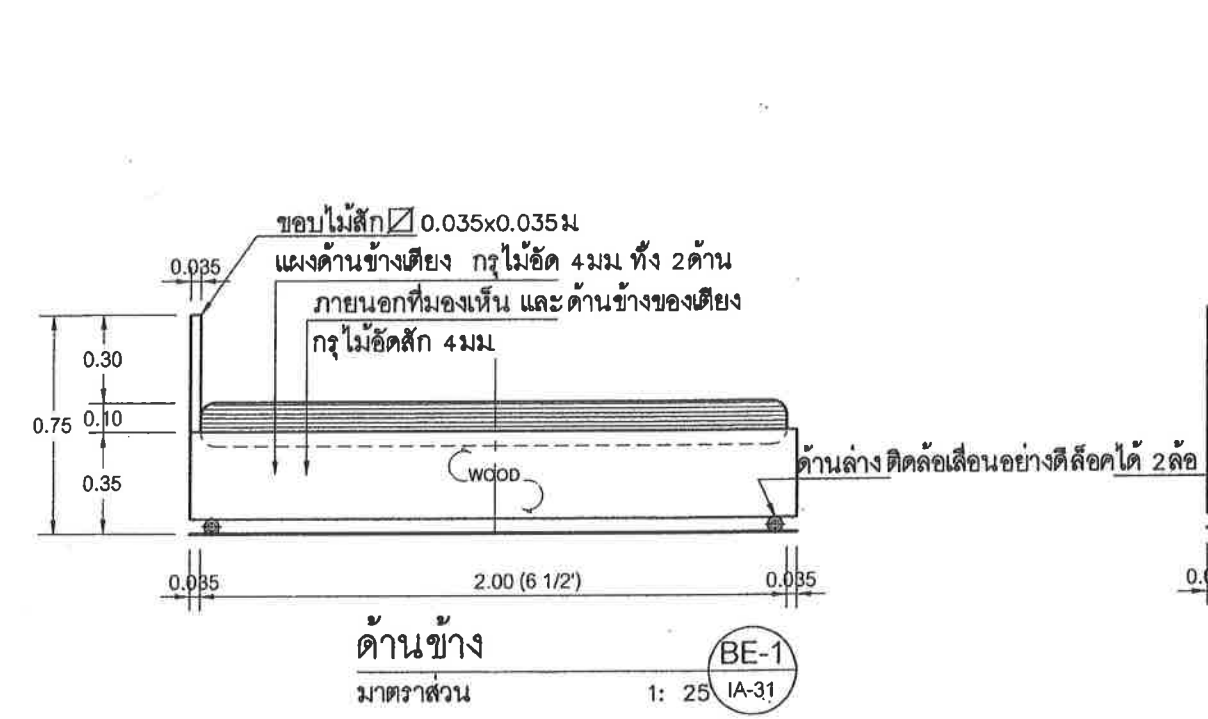 ขอบไม้สัก 0.035x0.035ม
0.035
แผงด้านข้างเตียง กรุไม้อัด 4มม. ทั้ง 2ด้าน
ภายนอกที่มองเห็น และด้านข้างของเตียง
กรุไม้อัดสัก 4มม.
0.30
0.75
0.10
0.35
WOOD
ด้านล่าง ติดล้อเลื่อนอย่างดีล็อคได้ 2ล้อ
0.035
2.00 (6 1/2')
0.035
ด้านข้าง
มาตราส่วน 1: 25
BE-1
IA-31